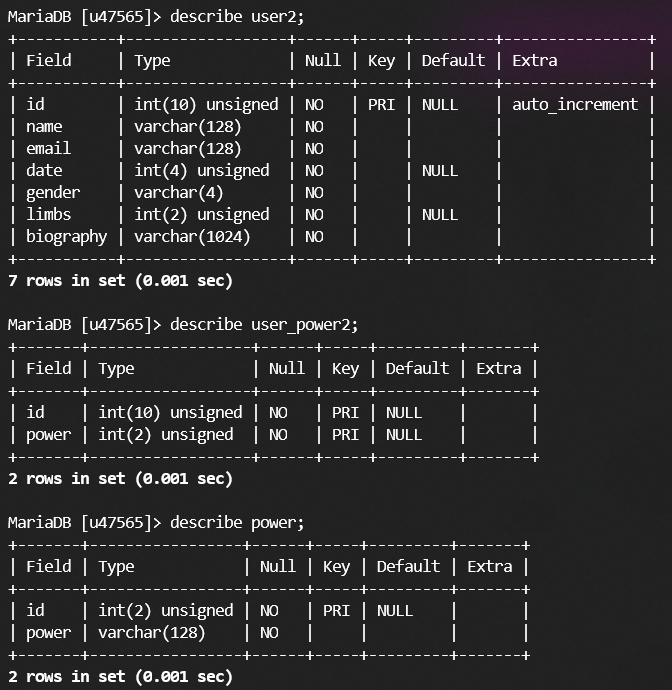 MariaDB [u47565]> describe user2;
+-----------+------------------+------+-----+---------+----------------+
| Field     | Type             | Null | Key | Default | Extra          |
+-----------+------------------+------+-----+---------+----------------+
| id        | int(10) unsigned | NO   | PRI | NULL    | auto_increment |
| name      | varchar(128)     | NO   |     |         |                |
| email     | varchar(128)     | NO   |     |         |                |
| date      | int(4) unsigned  | NO   |     | NULL    |                |
| gender    | varchar(4)       | NO   |     |         |                |
| limbs     | int(2) unsigned  | NO   |     | NULL    |                |
| biography | varchar(1024)    | NO   |     |         |                |
+-----------+------------------+------+-----+---------+----------------+
7 rows in set (0.001 sec)

MariaDB [u47565]> describe user_power2;
+-------+------------------+------+-----+---------+-------+
| Field | Type             | Null | Key | Default | Extra |
+-------+------------------+------+-----+---------+-------+
| id    | int(10) unsigned | NO   | PRI | NULL    |       |
| power | int(2) unsigned  | NO   | PRI | NULL    |       |
+-------+------------------+------+-----+---------+-------+
2 rows in set (0.001 sec)

MariaDB [u47565]> describe power;
+-------+-----------------+------+-----+---------+-------+
| Field | Type            | Null | Key | Default | Extra |
+-------+-----------------+------+-----+---------+-------+
| id    | int(2) unsigned | NO   | PRI | NULL    |       |
| power | varchar(128)    | NO   |     |         |       |
+-------+-----------------+------+-----+---------+-------+
2 rows in set (0.001 sec)